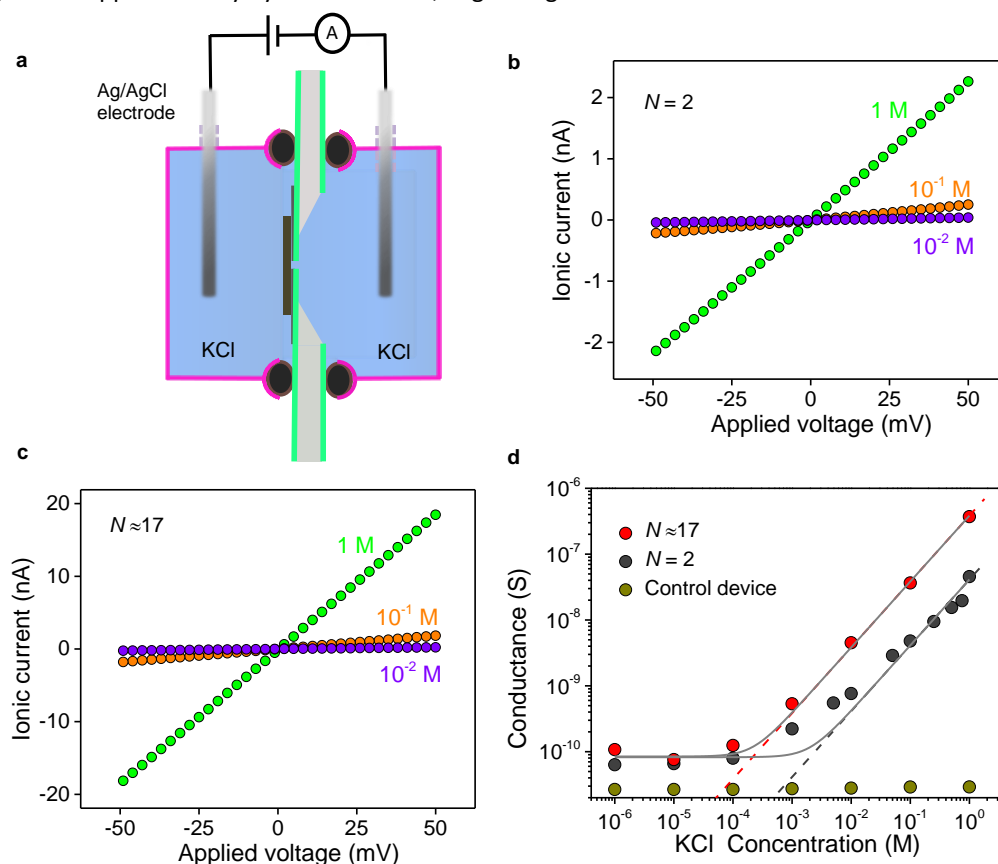 a
A
Ag/AgCl
electrode
KCl
KCl
b
N = 2
1 M
10⁻¹ M
10⁻² M
2
1
0
-1
-2
Ionic current (nA)
-50
-25
0
25
50
Applied voltage (mV)
c
N ≈17
1 M
10⁻¹ M
10⁻² M
20
10
0
-10
-20
Ionic current (nA)
-50
-25
0
25
50
Applied voltage (mV)
d
N ≈17
N = 2
Control device
10⁻⁶
10⁻⁷
10⁻⁸
10⁻⁹
10⁻¹⁰
Conductance (S)
10⁻⁶
10⁻⁵
10⁻⁴
10⁻³
10⁻²
10⁻¹
10⁰
KCl Concentration (M)